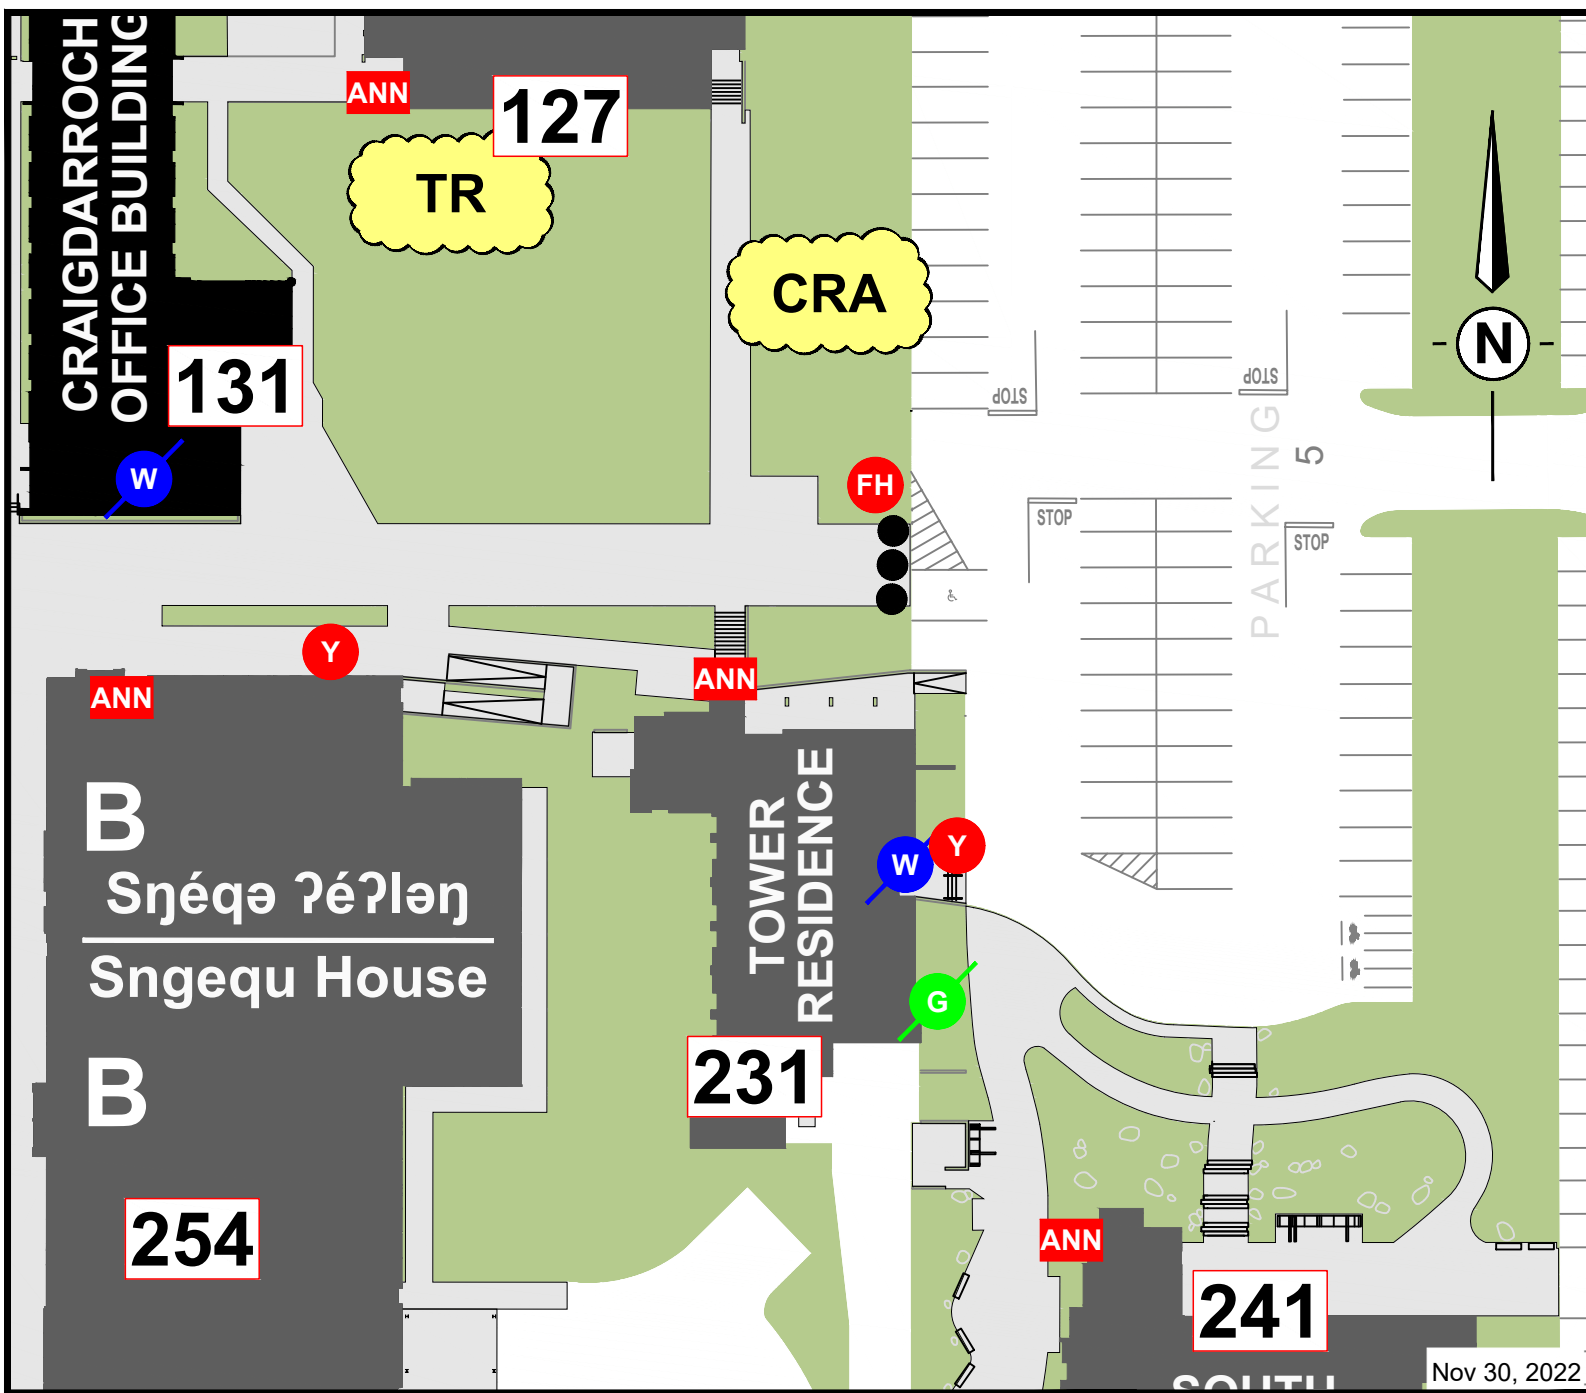 CRAIGDARROCH
OFFICE BUILDING
ANN
127
TR
CRA
131
W
FH
STOP
STOP
STOP
STOP
PARKING
5
N
Y
ANN
ANN
B
Sŋéqə ʔéʔləŋ
Sngequ House
B
254
TOWER
RESIDENCE
W
Y
G
231
ANN
241
SOUTH
Nov 30, 2022